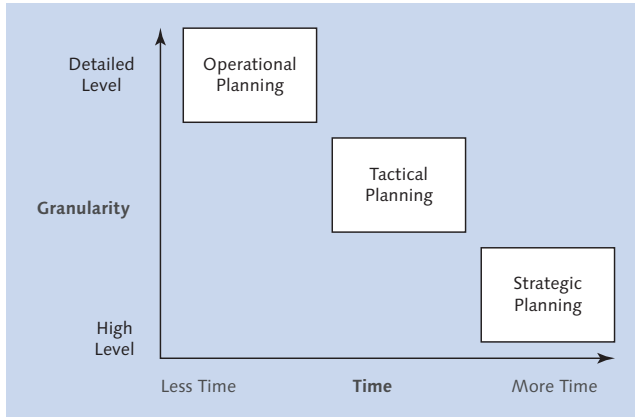 Detailed
Level
Operational
Planning
Tactical
Planning
Granularity
Strategic
Planning
High
Level
Less Time
Time
More Time